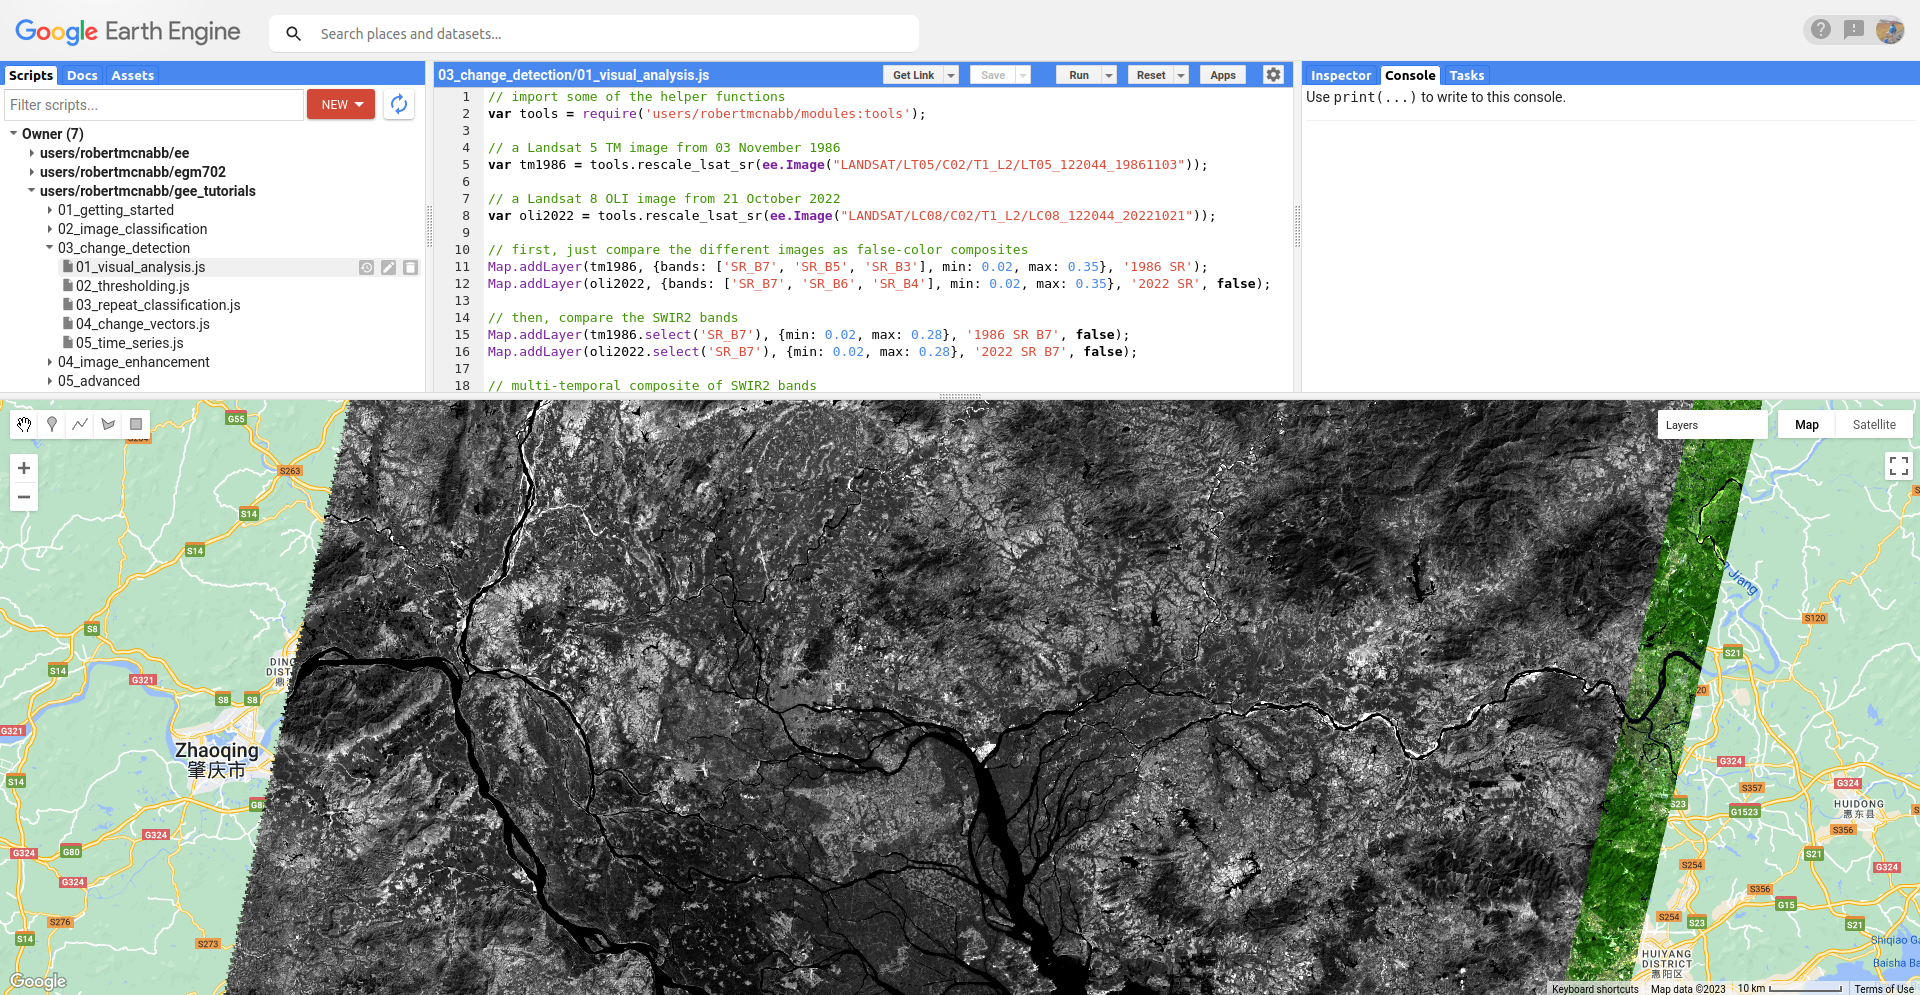 Google Earth Engine
Search places and datasets...
Scripts Docs Assets
Filter scripts...
NEW
Owner (7)
users/robertmcnabb/ee
users/robertmcnabb/egm702
users/robertmcnabb/gee_tutorials
01_getting_started
02_image_classification
03_change_detection
01_visual_analysis.js
02_thresholding.js
03_repeat_classification.js
04_change_vectors.js
05_time_series.js
04_image_enhancement
05_advanced
03_change_detection/01_visual_analysis.js
Get Link Save Run Reset Apps
1 // import some of the helper functions
2 var tools = require('users/robertmcnabb/modules:tools');
3
4 // a Landsat 5 TM image from 03 November 1986
5 var tm1986 = tools.rescale_lsat_sr(ee.Image("LANDSAT/LT05/C02/T1_L2/LT05_122044_19861103"));
6
7 // a Landsat 8 OLI image from 21 October 2022
8 var oli2022 = tools.rescale_lsat_sr(ee.Image("LANDSAT/LC08/C02/T1_L2/LC08_122044_20221021"));
9
10 // first, just compare the different images as false-color composites
11 Map.addLayer(tm1986, {bands: ['SR_B7', 'SR_B5', 'SR_B3'], min: 0.02, max: 0.35}, '1986 SR');
12 Map.addLayer(oli2022, {bands: ['SR_B7', 'SR_B6', 'SR_B4'], min: 0.02, max: 0.35}, '2022 SR', false);
13
14 // then, compare the SWIR2 bands
15 Map.addLayer(tm1986.select('SR_B7'), {min: 0.02, max: 0.28}, '1986 SR B7', false);
16 Map.addLayer(oli2022.select('SR_B7'), {min: 0.02, max: 0.28}, '2022 SR B7', false);
17
18 // multi-temporal composite of SWIR2 bands
Inspector Console Tasks
Use print(...) to write to this console.
Layers
Map Satellite
G55
S263
S14
S14
S8
S14
G321
S8 S8
G321
S14
G324
G324
G80
G324
S276
S14
S273
Zhaoqing
肇庆市
Jiang
S120
S21
20
G324
S357
G324
S23
G1523
HUIDONG
惠东县
S356
S21
S254
G324
S356
G15
S254
S23
S21
HUIYANG
DISTRICT
惠阳区
Shiqiao Ga
Baisha Ba
Google
Keyboard shortcuts Map data ©2023 10 km Terms of Use